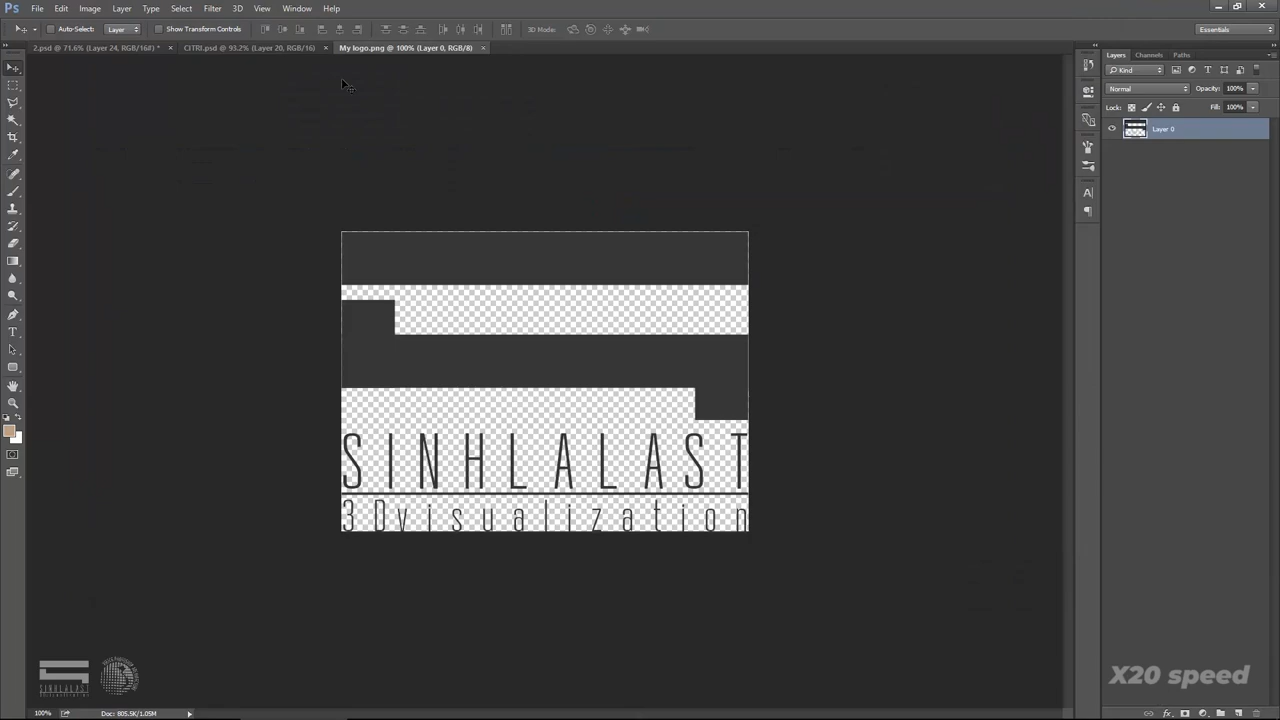 Ps File Edit Image Layer Type Select Filter 3D View Window Help
Auto-Select: Layer Show Transform Controls 3D Mode: Essentials
2.psd @ 71.6% (Layer 24, RGB/16#) * × CITRI.psd @ 93.2% (Layer 20, RGB/16) × My logo.png @ 100% (Layer 0, RGB/8) ×
Layers Channels Paths
Kind
Normal Opacity: 100%
Lock: Fill: 100%
Layer 0
SINHLALAST
3Dvisualization
SINHLALAST
X20 speed
100% Doc: 805.5K/1.05M